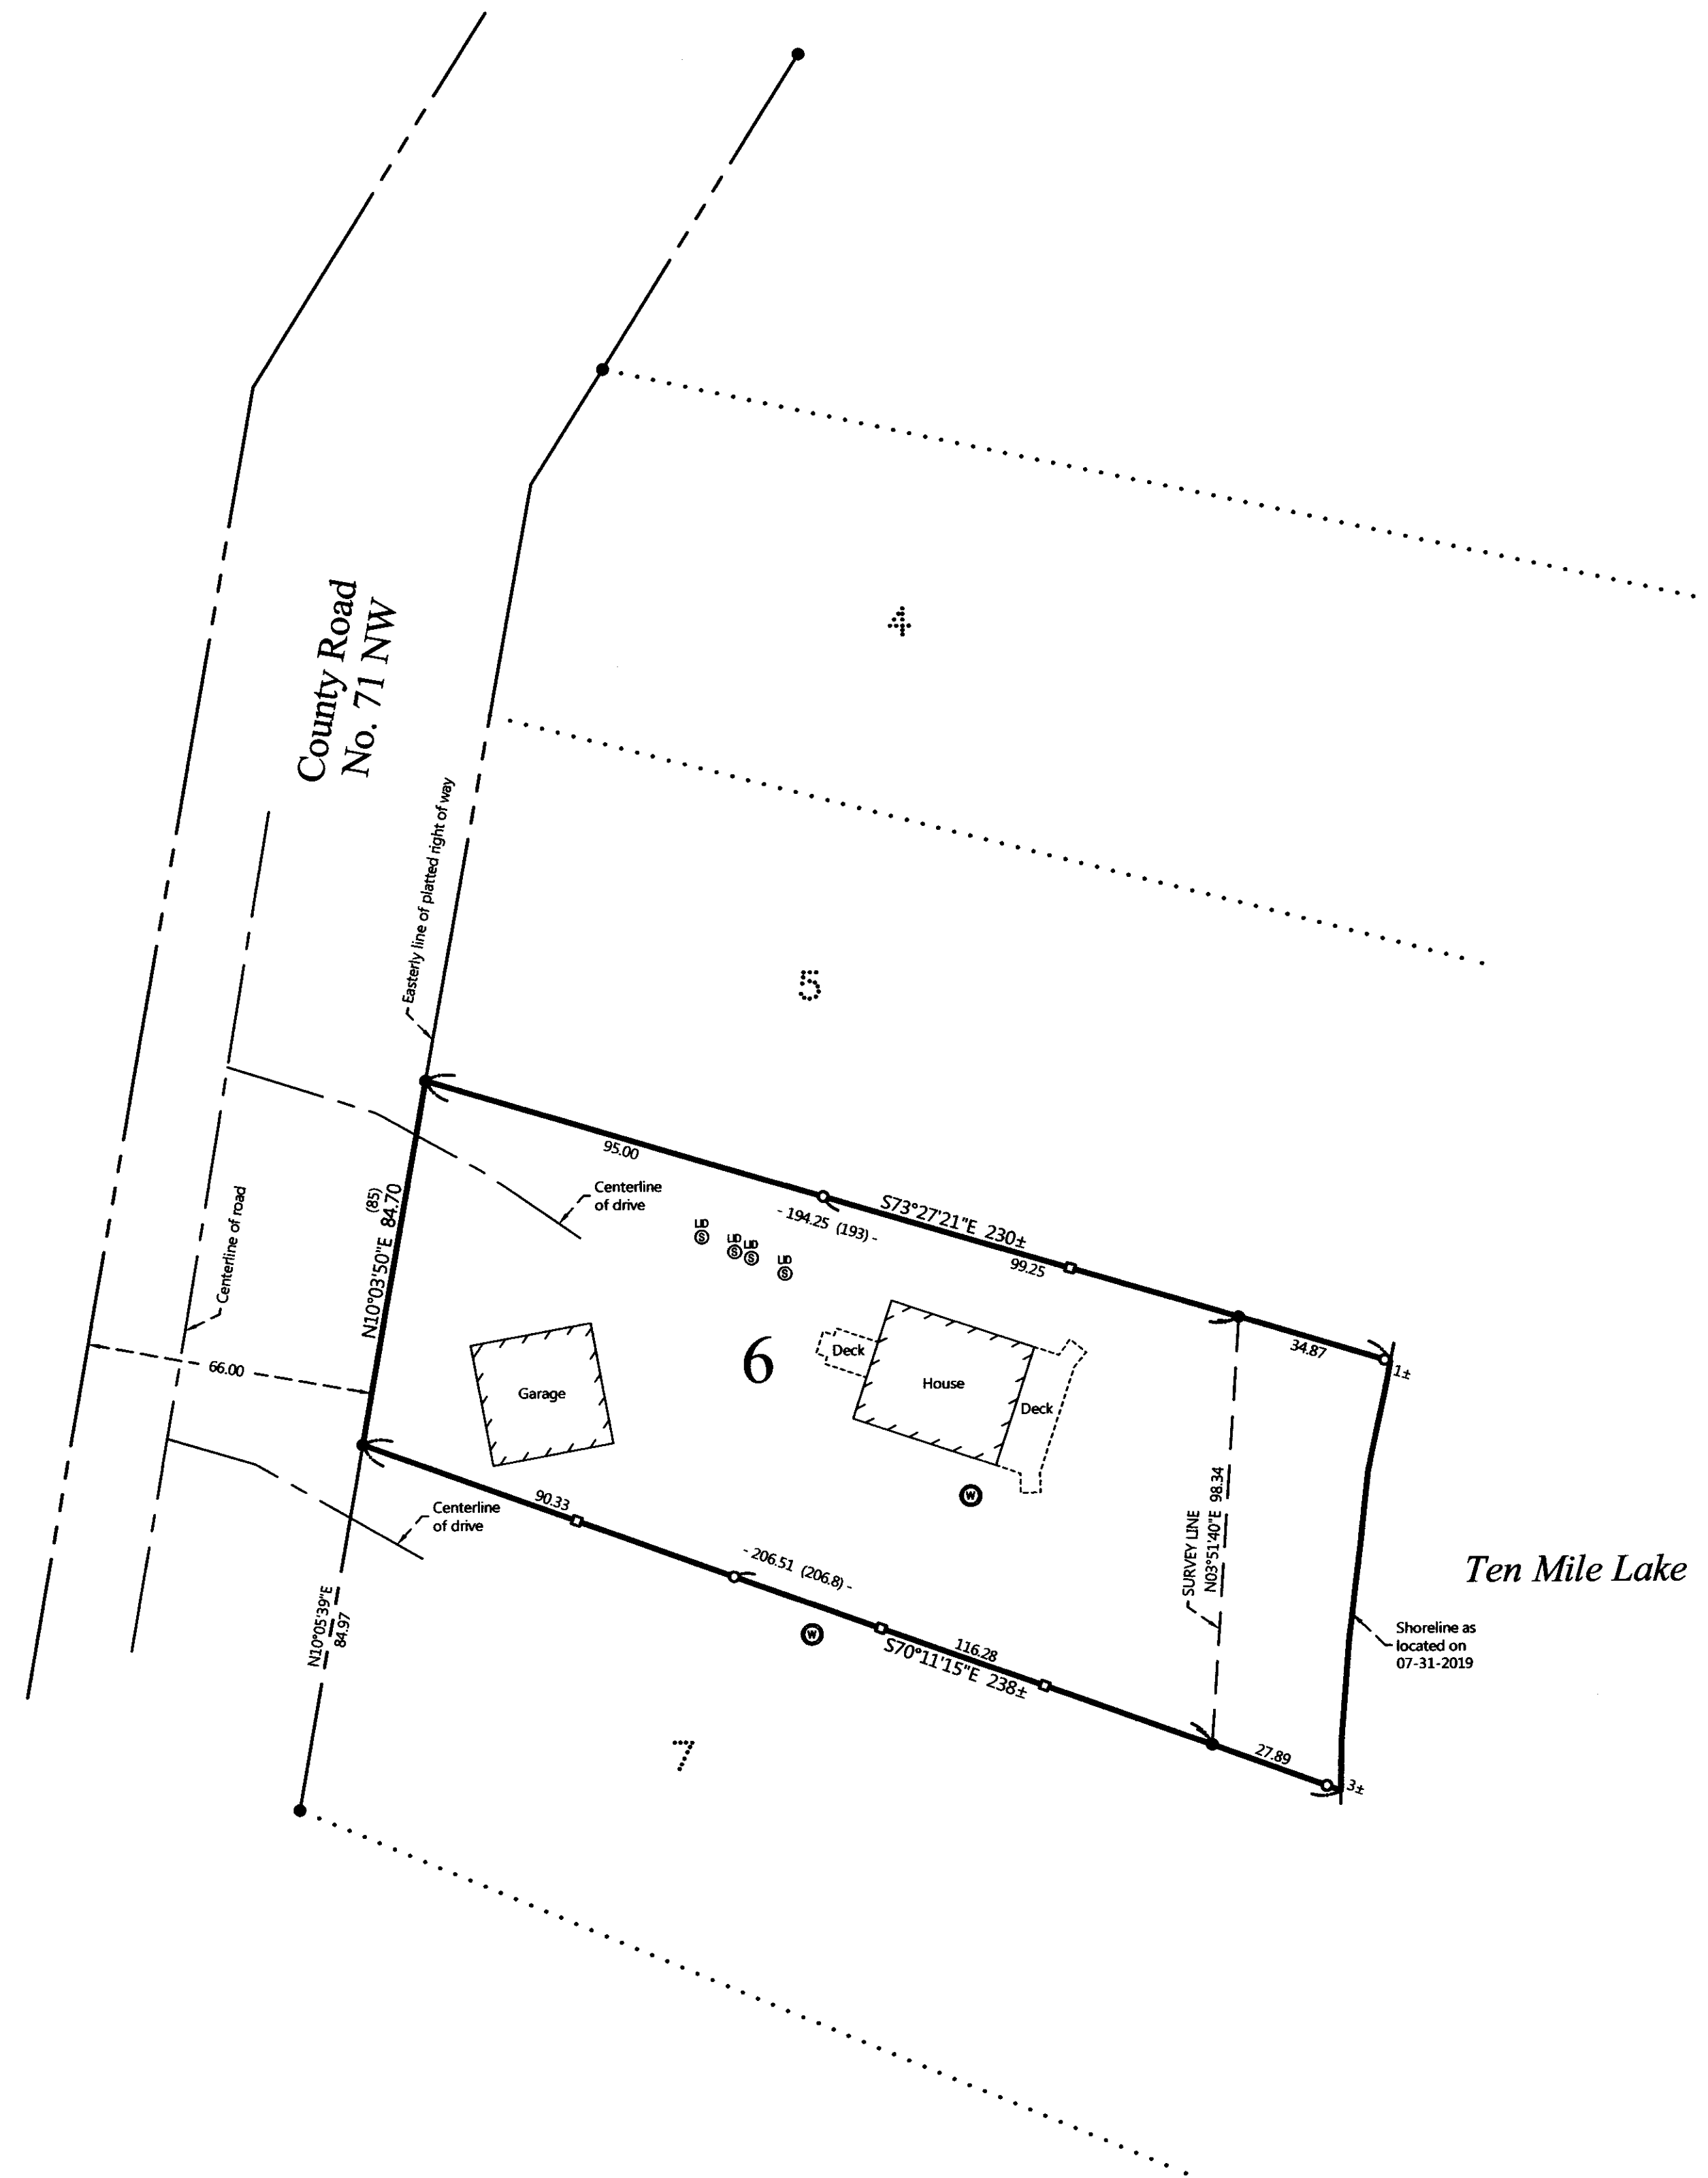 County Road
No. 71 NW
4
Easterly line of platted right of way
5
95.00
S73°27'21"E 230±
- 194.25 (193) -
99.25
34.87
1±
Centerline
of drive
LID
S
LID
S
LID
S
LID
S
(85)
N10°03'50"E 84.70
Centerline of road
66.00
Garage
6
Deck
House
Deck
W
SURVEY LINE
N03°51'40"E 98.34
Ten Mile Lake
Shoreline as
located on
07-31-2019
90.33
Centerline
of drive
- 206.51 (206.8) -
W
116.28
S70°11'15"E 238±
27.89
3±
N10°05'39"E
84.97
7